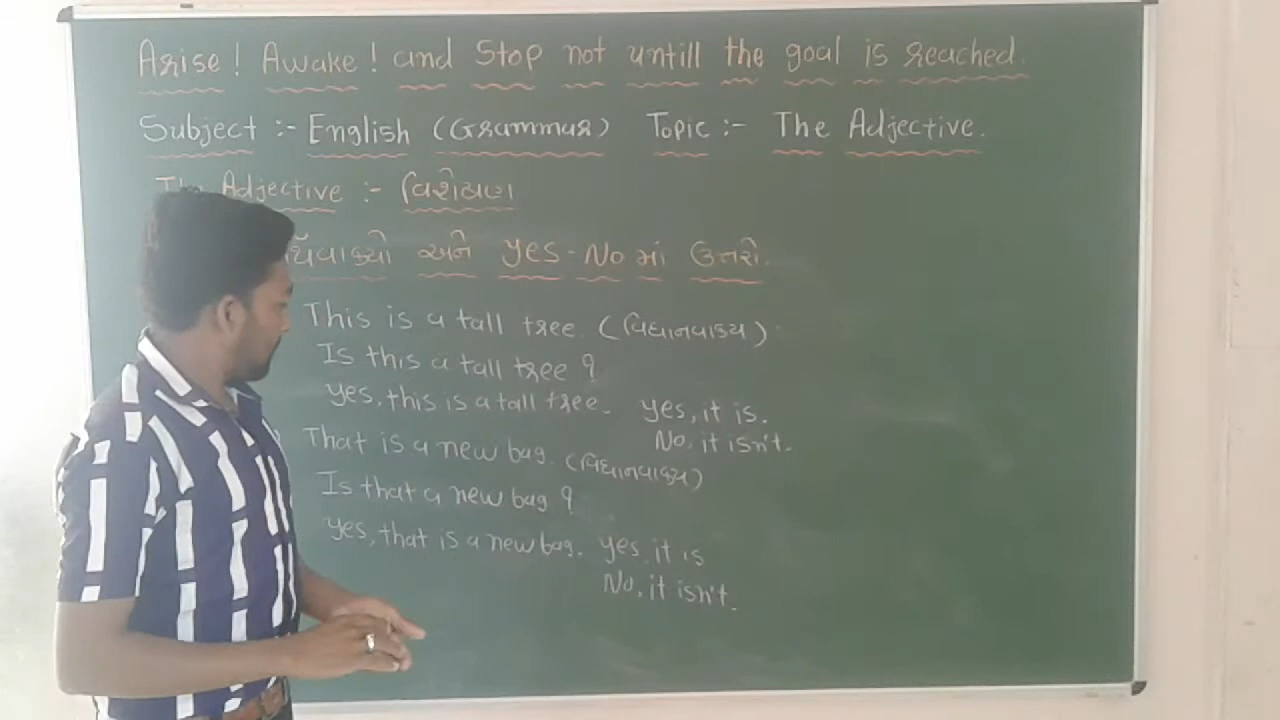 Arise! Awake! and Stop not untill the goal is reached.
Subject :- English (Grammar) Topic :- The Adjective.
The Adjective :- વિશેષણ
અને yes-No માં ઉત્તરો.
This is a tall tree. (વિધાનવાક્ય)
Is this a tall tree?
yes, this is a tall tree. yes, it is.
No, it isn't.
That is a new bag. (વિધાનવાક્ય)
Is that a new bag?
yes, that is a new bag. yes, it is
No, it isn't.